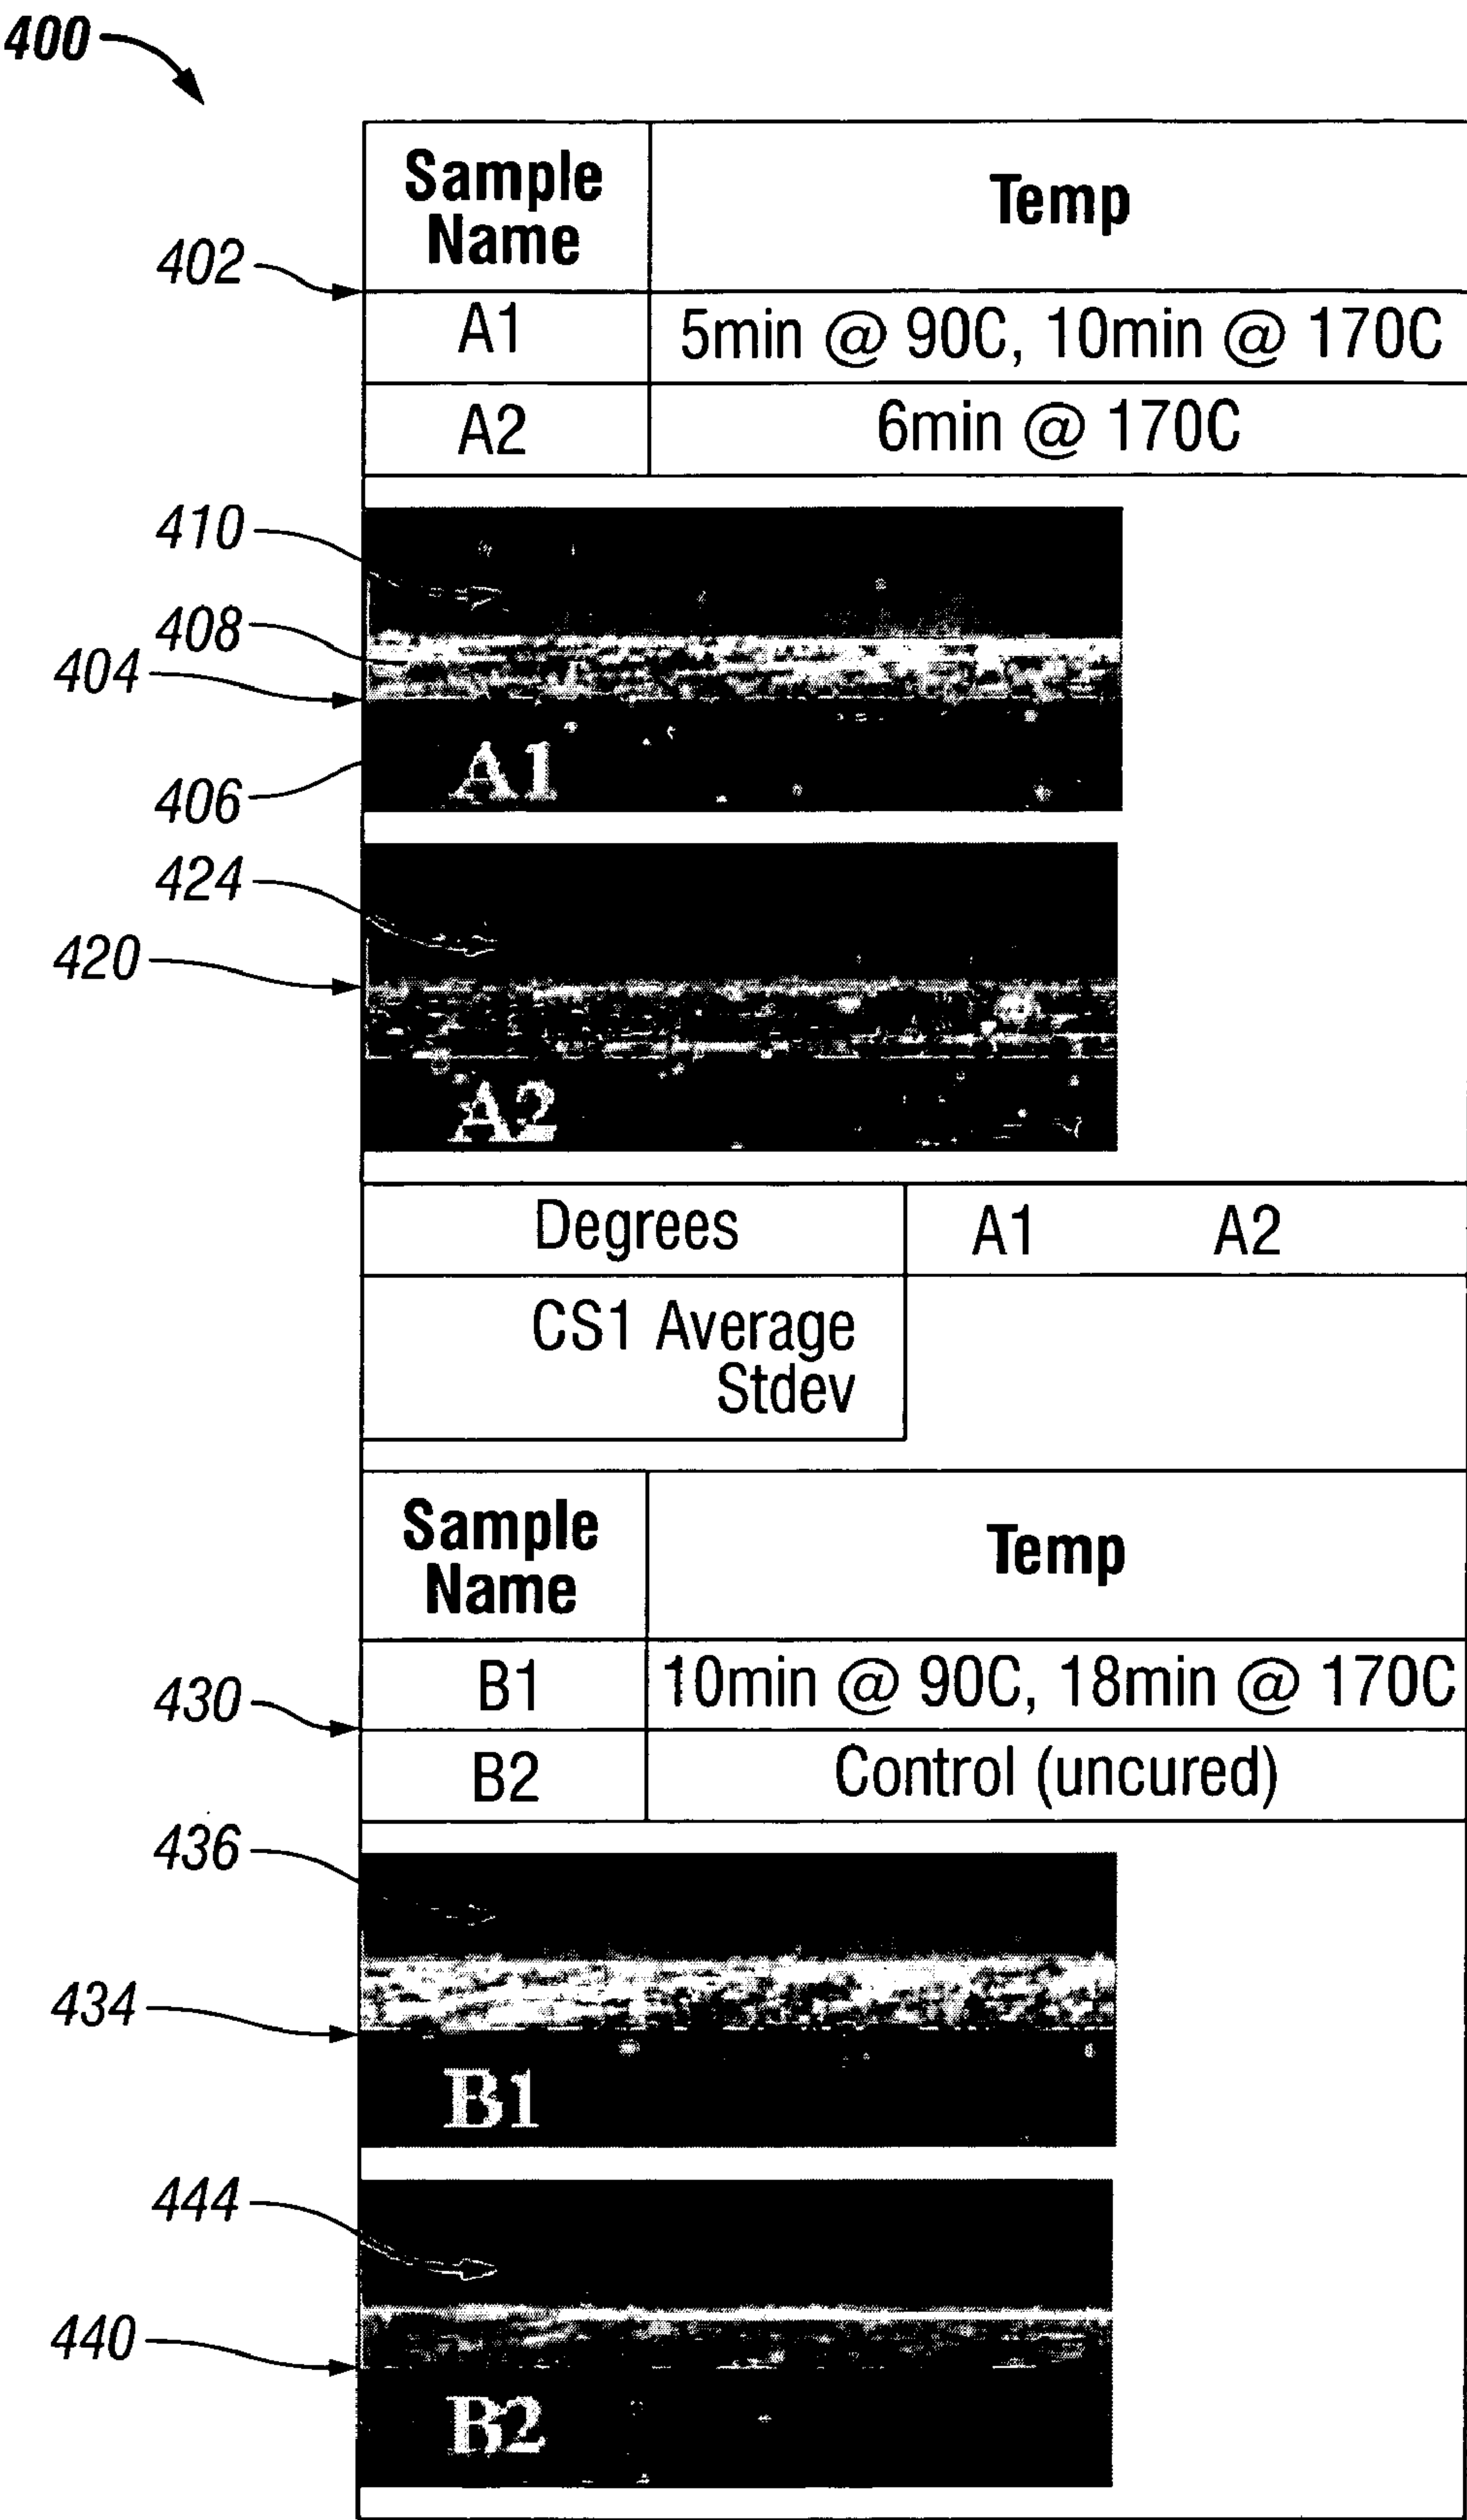 400
Sample
Name
Temp
402
A1
5min @ 90C, 10min @ 170C
A2
6min @ 170C
410
408
404
A1
406
424
420
A2
Degrees
A1
A2
CS1 Average
Stdev
Sample
Name
Temp
B1
10min @ 90C, 18min @ 170C
430
B2
Control (uncured)
436
434
B1
444
440
B2